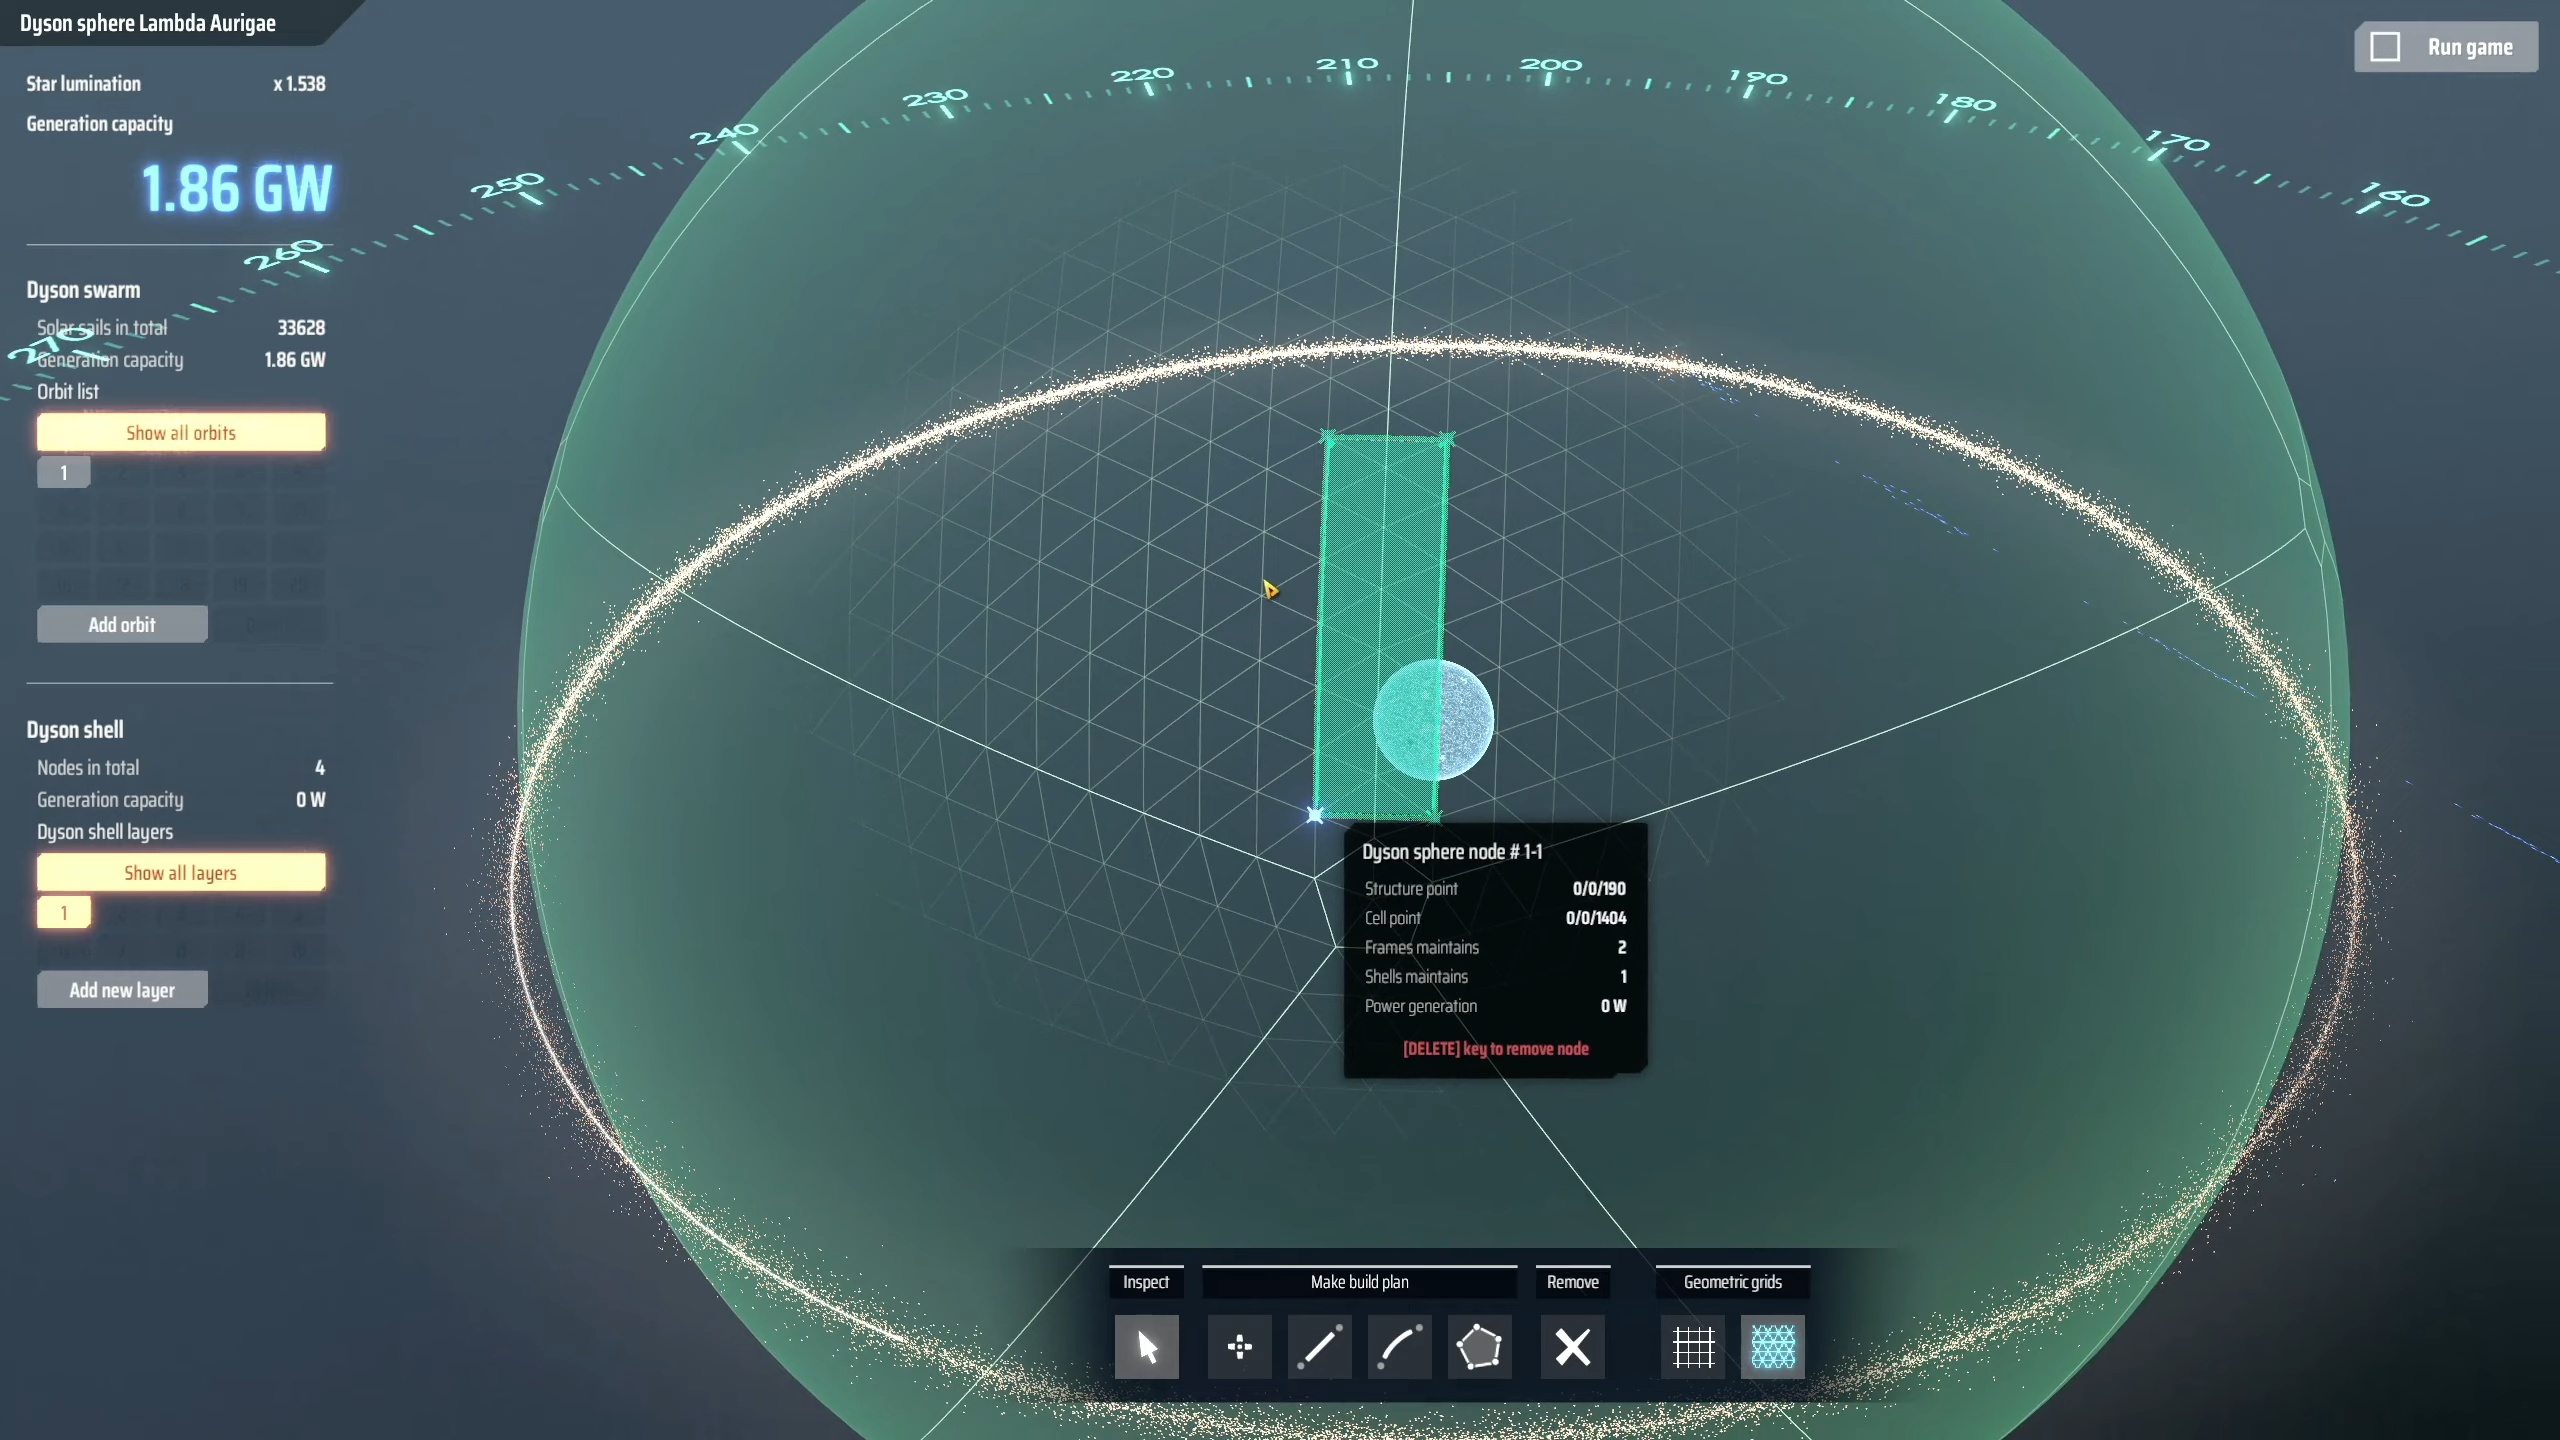 Dyson sphere Lambda Aurigae
Run game
Star lumination x 1.538
Generation capacity
1.86 GW
270 260 250 240 230 220 210 200 190 180 170 160
Dyson swarm
Solar sails in total 33628
Generation capacity 1.86 GW
Orbit list
Show all orbits
1
Add orbit
Dyson shell
Nodes in total 4
Generation capacity 0 W
Dyson shell layers
Show all layers
1
Add new layer
Dyson sphere node # 1-1
Structure point 0/0/190
Cell point 0/0/1404
Frames maintains 2
Shells maintains 1
Power generation 0 W
[DELETE] key to remove node
Inspect Make build plan Remove Geometric grids